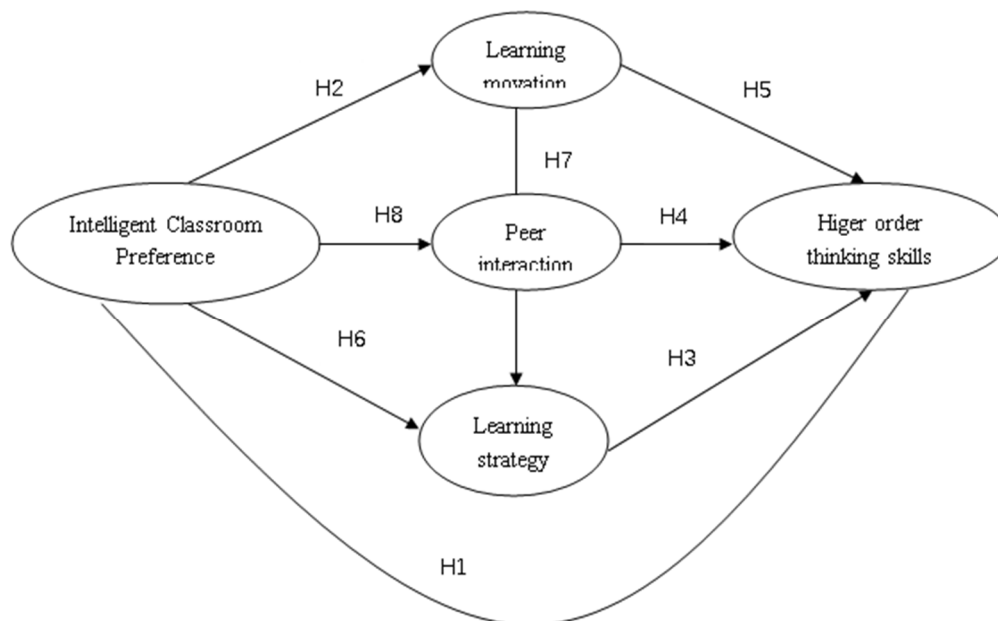 Learning
movation
H2
H5
H7
Intelligent Classroom
Preference
H8
Peer
interaction
H4
Higer order
thinking skills
H6
H3
Learning
strategy
H1